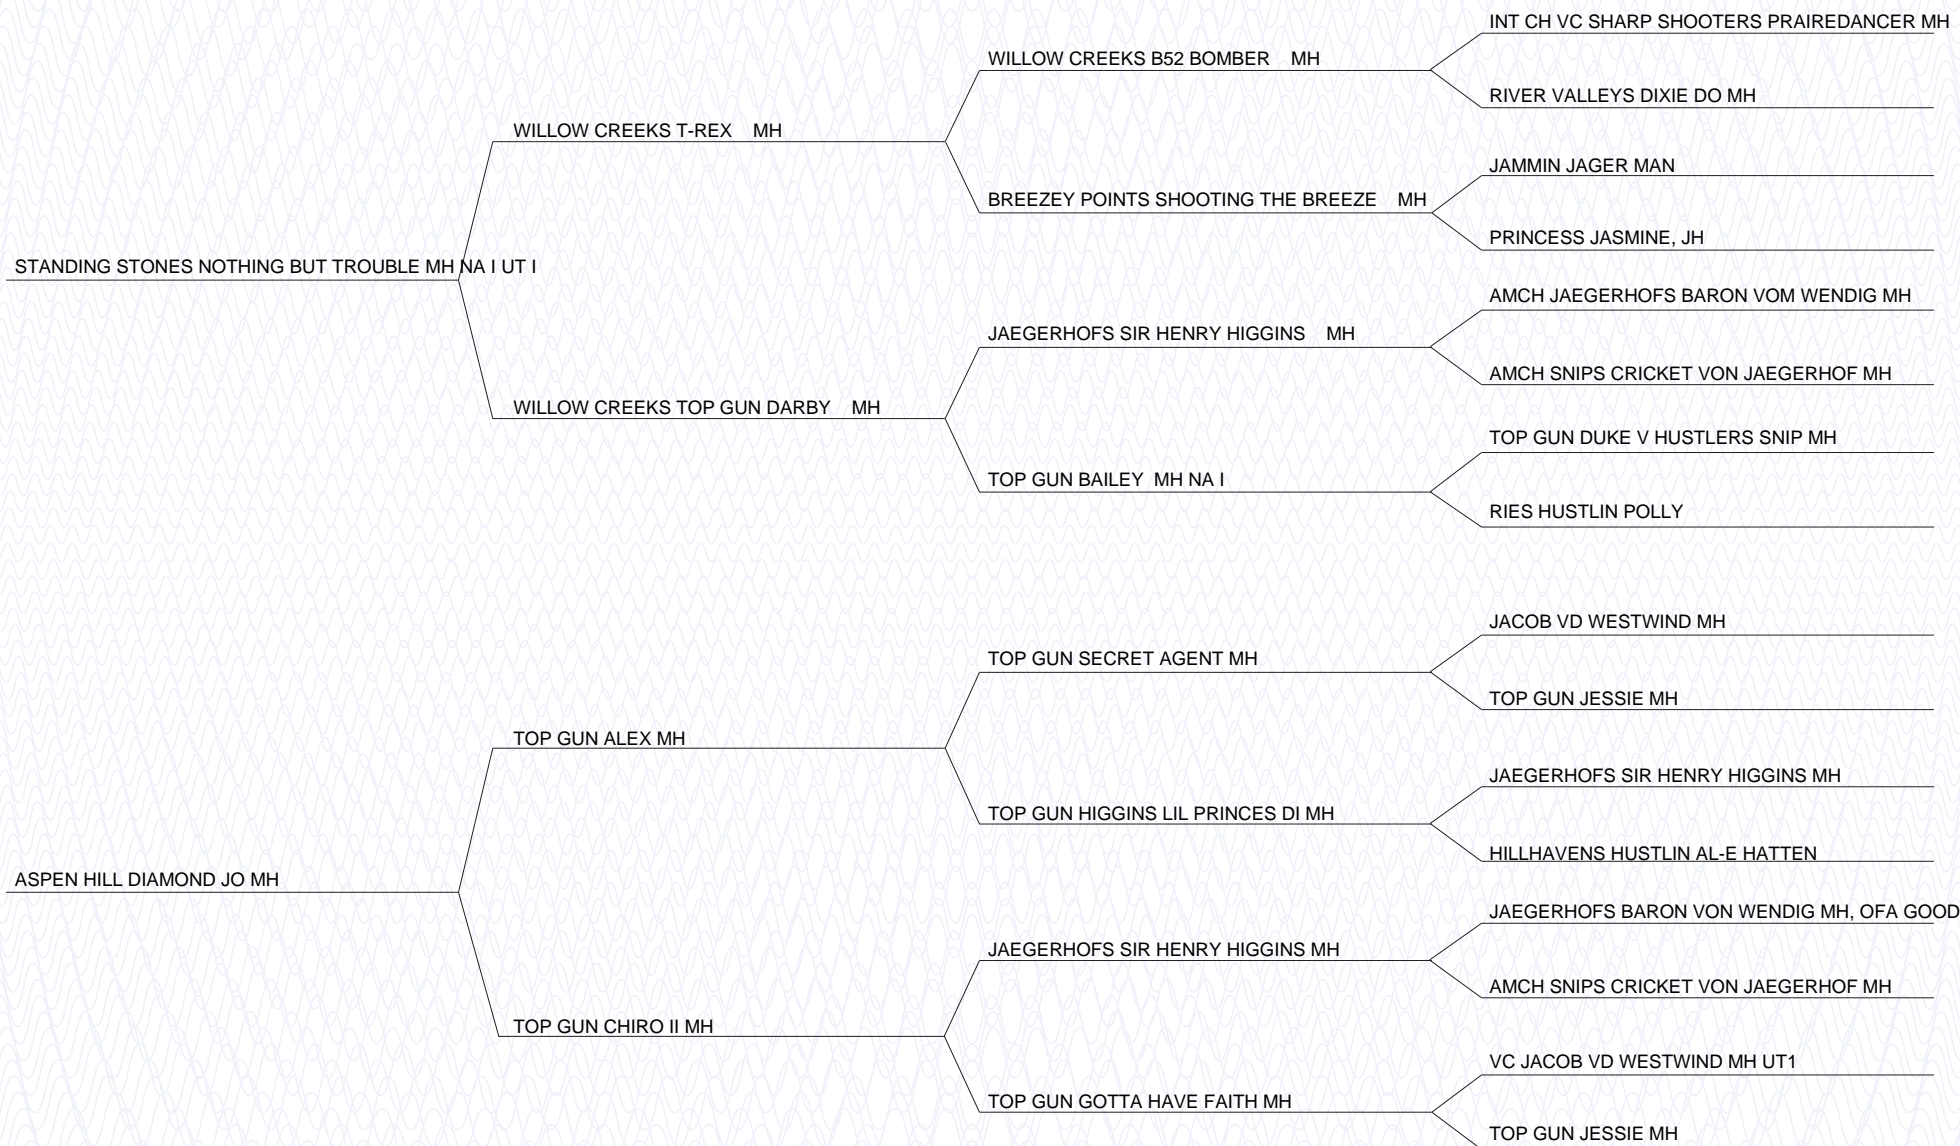 INT CH VC SHARP SHOOTERS PRAIREDANCER MH
WILLOW CREEKS B52 BOMBER MH
RIVER VALLEYS DIXIE DO MH
WILLOW CREEKS T-REX MH
JAMMIN JAGER MAN
BREEZEY POINTS SHOOTING THE BREEZE MH
PRINCESS JASMINE, JH
STANDING STONES NOTHING BUT TROUBLE MH NA I UT I
AMCH JAEGERHOFS BARON VOM WENDIG MH
JAEGERHOFS SIR HENRY HIGGINS MH
AMCH SNIPS CRICKET VON JAEGERHOF MH
WILLOW CREEKS TOP GUN DARBY MH
TOP GUN DUKE V HUSTLERS SNIP MH
TOP GUN BAILEY MH NA I
RIES HUSTLIN POLLY
JACOB VD WESTWIND MH
TOP GUN SECRET AGENT MH
TOP GUN JESSIE MH
TOP GUN ALEX MH
JAEGERHOFS SIR HENRY HIGGINS MH
TOP GUN HIGGINS LIL PRINCES DI MH
HILLHAVENS HUSTLIN AL-E HATTEN
ASPEN HILL DIAMOND JO MH
JAEGERHOFS BARON VON WENDIG MH, OFA GOOD
JAEGERHOFS SIR HENRY HIGGINS MH
AMCH SNIPS CRICKET VON JAEGERHOF MH
TOP GUN CHIRO II MH
VC JACOB VD WESTWIND MH UT1
TOP GUN GOTTA HAVE FAITH MH
TOP GUN JESSIE MH